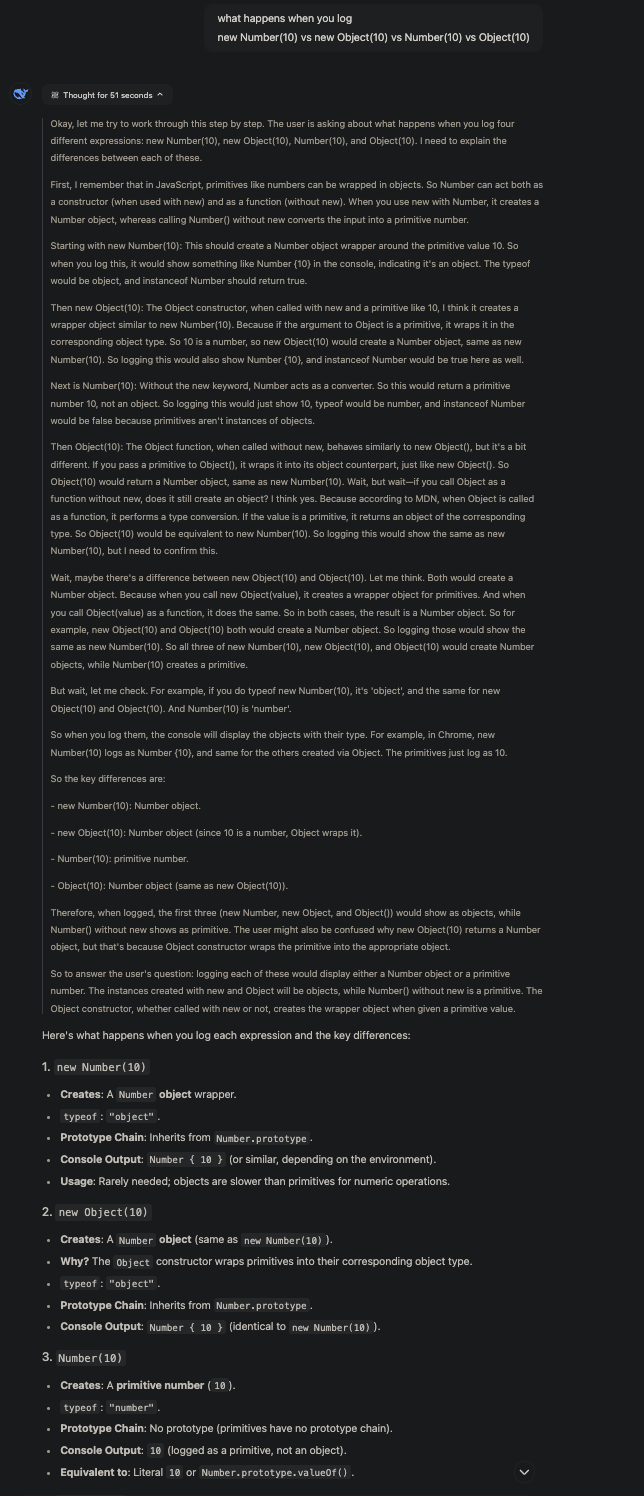 what happens when you log
new Number(10) vs new Object(10) vs Number(10) vs Object(10)
Thought for 51 seconds
Okay, let me try to work through this step by step. The user is asking about what happens when you log four
different expressions: new Number(10), new Object(10), Number(10), and Object(10). I need to explain the
differences between each of these.
First, I remember that in JavaScript, primitives like numbers can be wrapped in objects. So Number can act both as
a constructor (when used with new) and as a function (without new). When you use new with Number, it creates a
Number object, whereas calling Number() without new converts the input into a primitive number.
Starting with new Number(10): This should create a Number object wrapper around the primitive value 10. So
when you log this, it would show something like Number {10} in the console, indicating it's an object. The typeof
would be object, and instanceof Number should return true.
Then new Object(10): The Object constructor, when called with new and a primitive like 10, I think it creates a
wrapper object similar to new Number(10). Because if the argument to Object is a primitive, it wraps it in the
corresponding object type. So 10 is a number, so new Object(10) would create a Number object, same as new
Number(10). So logging this would also show Number {10}, and instanceof Number would be true here as well.
Next is Number(10): Without the new keyword, Number acts as a converter. So this would return a primitive
number 10, not an object. So logging this would just show 10, typeof would be number, and instanceof Number
would be false because primitives aren't instances of objects.
Then Object(10): The Object function, when called without new, behaves similarly to new Object(), but it's a bit
different. If you pass a primitive to Object(), it wraps it into its object counterpart, just like new Object(). So
Object(10) would return a Number object, same as new Number(10). Wait, but wait—if you call Object as a
function without new, does it still create an object? I think yes. Because according to MDN, when Object is called
as a function, it performs a type conversion. If the value is a primitive, it returns an object of the corresponding
type. So Object(10) would be equivalent to new Number(10). So logging this would show the same as new
Number(10), but I need to confirm this.
Wait, maybe there's a difference between new Object(10) and Object(10). Let me think. Both would create a
Number object. Because when you call new Object(value), it creates a wrapper object for primitives. And when
you call Object(value) as a function, it does the same. So in both cases, the result is a Number object. So for
example, new Object(10) and Object(10) both would create a Number object. So logging those would show the
same as new Number(10). So all three of new Number(10), new Object(10), and Object(10) would create Number
objects, while Number(10) creates a primitive.
But wait, let me check. For example, if you do typeof new Number(10), it's 'object', and the same for new
Object(10) and Object(10). And Number(10) is 'number'.
So when you log them, the console will display the objects with their type. For example, in Chrome, new
Number(10) logs as Number {10}, and same for the others created via Object. The primitives just log as 10.
So the key differences are:
- new Number(10): Number object.
- new Object(10): Number object (since 10 is a number, Object wraps it).
- Number(10): primitive number.
- Object(10): Number object (same as new Object(10)).
Therefore, when logged, the first three (new Number, new Object, and Object()) would show as objects, while
Number() without new shows as primitive. The user might also be confused why new Object(10) returns a Number
object, but that's because Object constructor wraps the primitive into the appropriate object.
So to answer the user's question: logging each of these would display either a Number object or a primitive
number. The instances created with new and Object will be objects, while Number() without new is a primitive. The
Object constructor, whether called with new or not, creates the wrapper object when given a primitive value.
Here's what happens when you log each expression and the key differences:
1. new Number(10)
• Creates: A Number object wrapper.
• typeof: "object".
• Prototype Chain: Inherits from Number.prototype.
• Console Output: Number { 10 } (or similar, depending on the environment).
• Usage: Rarely needed; objects are slower than primitives for numeric operations.
2. new Object(10)
• Creates: A Number object (same as new Number(10)).
• Why? The Object constructor wraps primitives into their corresponding object type.
• typeof: "object".
• Prototype Chain: Inherits from Number.prototype.
• Console Output: Number { 10 } (identical to new Number(10)).
3. Number(10)
• Creates: A primitive number (10).
• typeof: "number".
• Prototype Chain: No prototype (primitives have no prototype chain).
• Console Output: 10 (logged as a primitive, not an object).
• Equivalent to: Literal 10 or Number.prototype.valueOf().